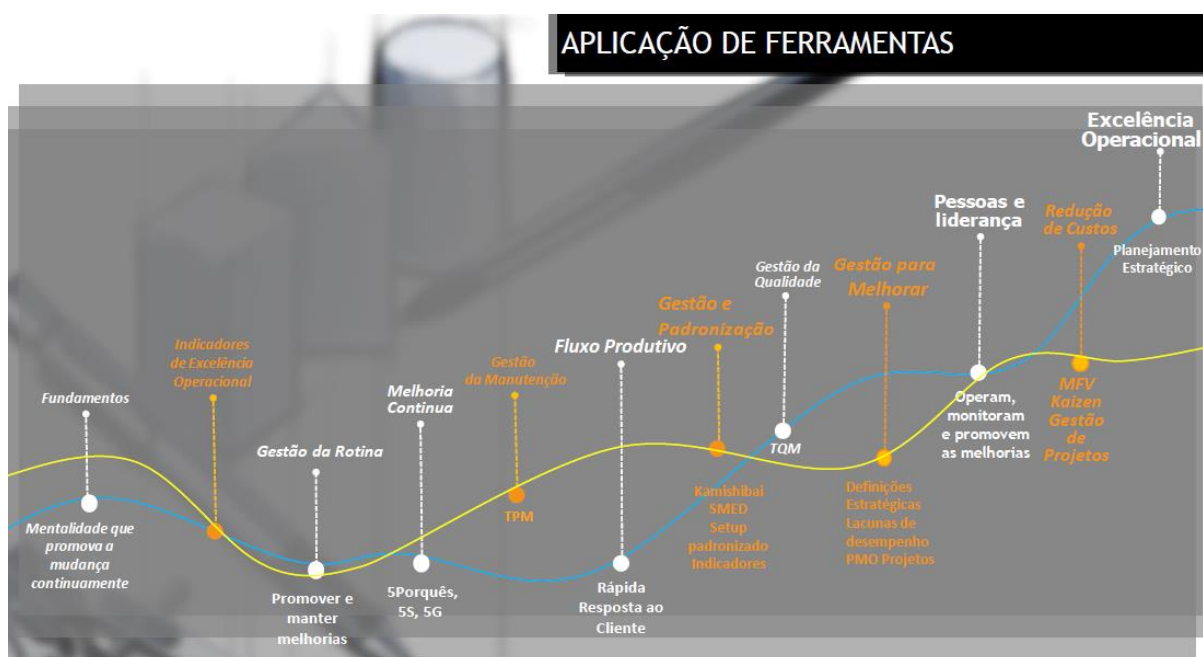 APLICAÇÃO DE FERRAMENTAS
Fundamentos
Mentalidade que
promova a
mudança
continuamente
Indicadores
de Excelência
Operacional
Gestão da Rotina
Promover e
manter
melhorias
Melhoria
Continua
5Porquês,
5S, 5G
Gestão
da Manutenção
TPM
Fluxo Produtivo
Rápida
Resposta ao
Cliente
Gestão e
Padronização
Kamishibai
SMED
Setup
padronizado
Indicadores
Gestão da
Qualidade
TQM
Gestão para
Melhorar
Definições
Estratégicas
Lacunas de
desempenho
PMO Projetos
Pessoas e
liderança
Operam,
monitoram
e promovem
as melhorias
Redução
de Custos
MFV
Kaizen
Gestão
de
Projetos
Excelência
Operacional
Planejamento
Estratégico